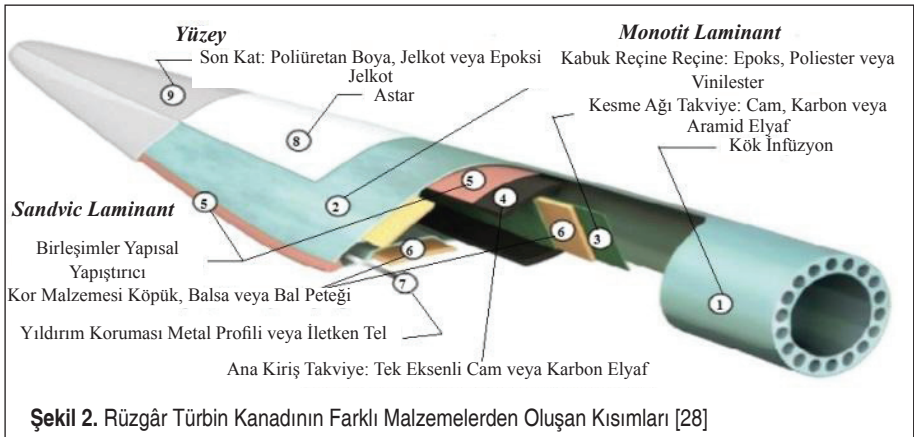 Yüzey
Son Kat: Poliüretan Boya, Jelkot veya Epoksi
Jelkot
Astar
Monotit Laminant
Kabuk Reçine Reçine: Epoks, Poliester veya
Vinilester
Kesme Ağı Takviye: Cam, Karbon veya
Aramid Elyaf
Kök İnfüzyon
9
8
5
2
5
4
6
3
6
7
1
Sandvic Laminant
Birleşimler Yapısal
Yapıştırıcı
Kor Malzemesi Köpük, Balsa veya Bal Peteği
Yıldırım Koruması Metal Profili veya İletken Tel
Ana Kiriş Takviye: Tek Eksenli Cam veya Karbon Elyaf
Şekil 2. Rüzgâr Türbin Kanadının Farklı Malzemelerden Oluşan Kısımları [28]